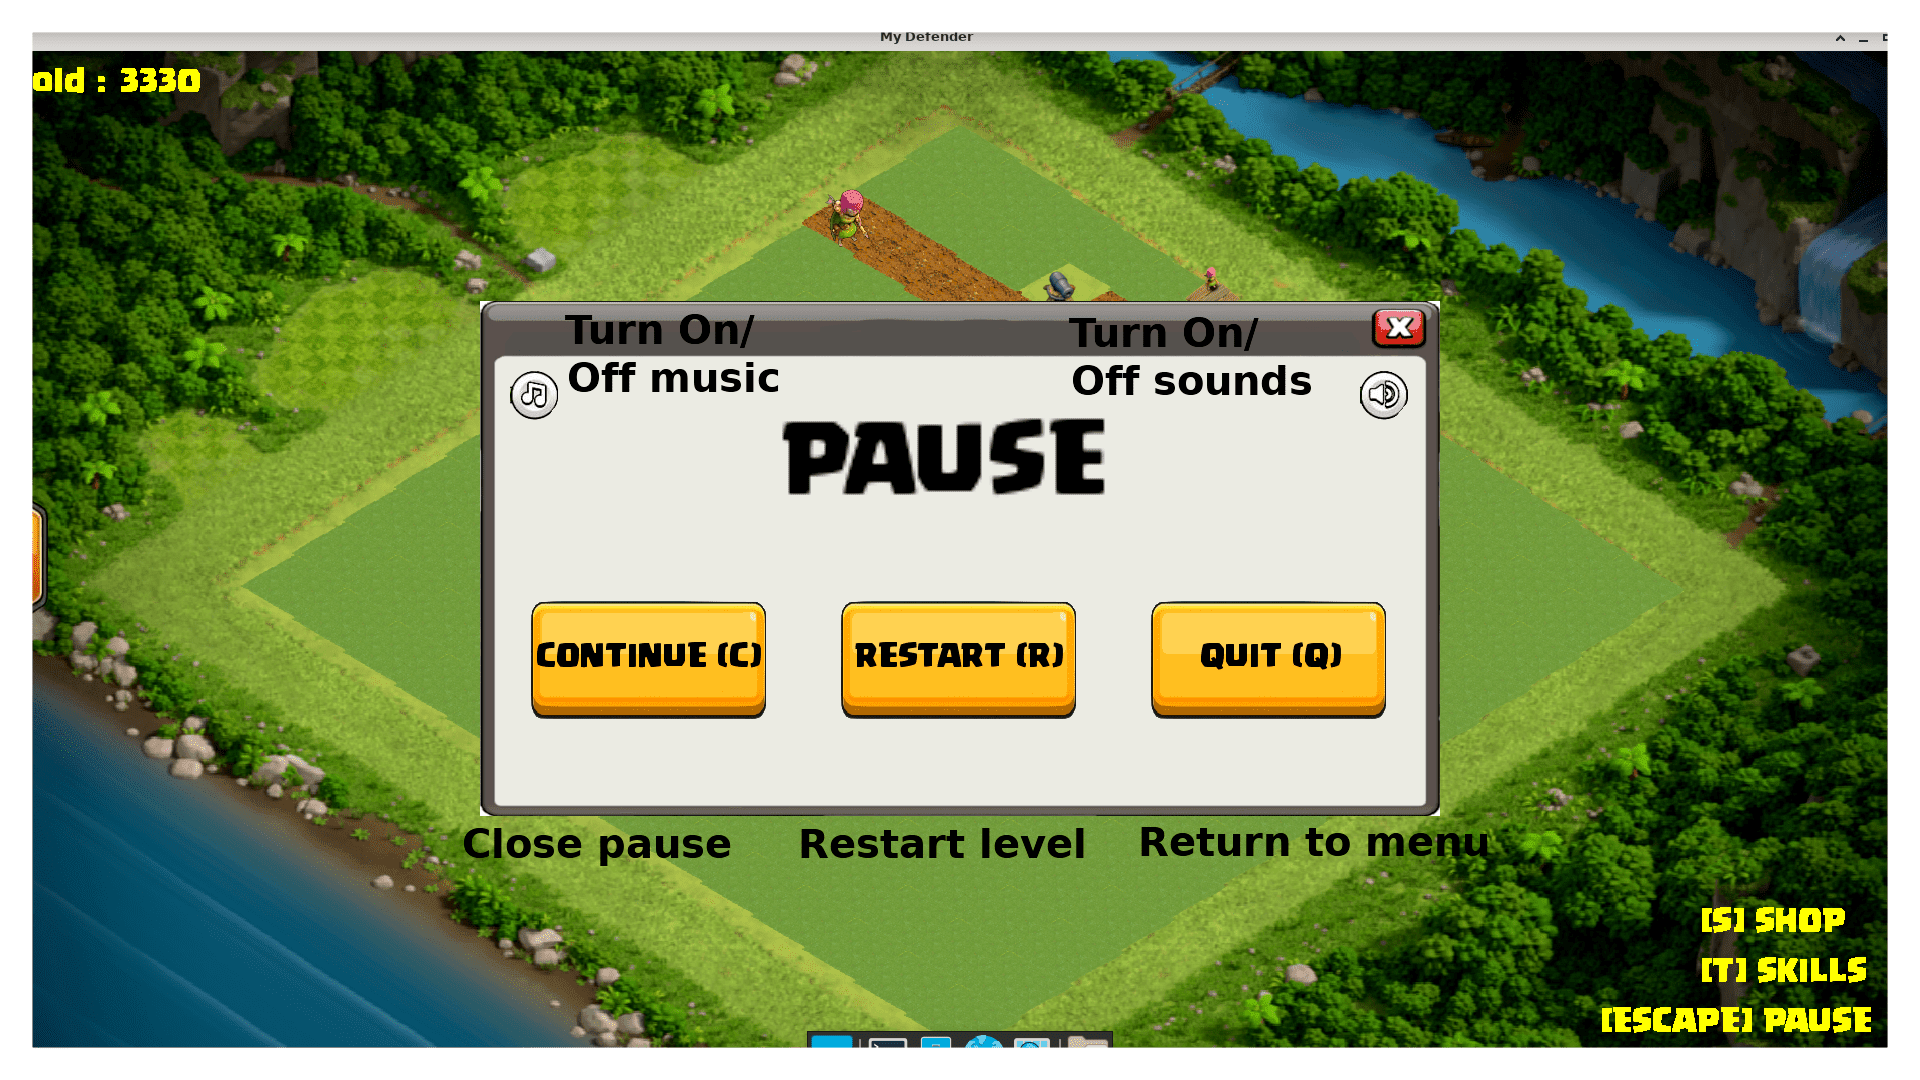 My Defender
old : 3330
Turn On/
Off music
Turn On/
Off sounds
PAUSE
CONTINUE (C)
RESTART (R)
QUIT (Q)
Close pause
Restart level
Return to menu
[S] SHOP
[T] SKILLS
[ESCAPE] PAUSE